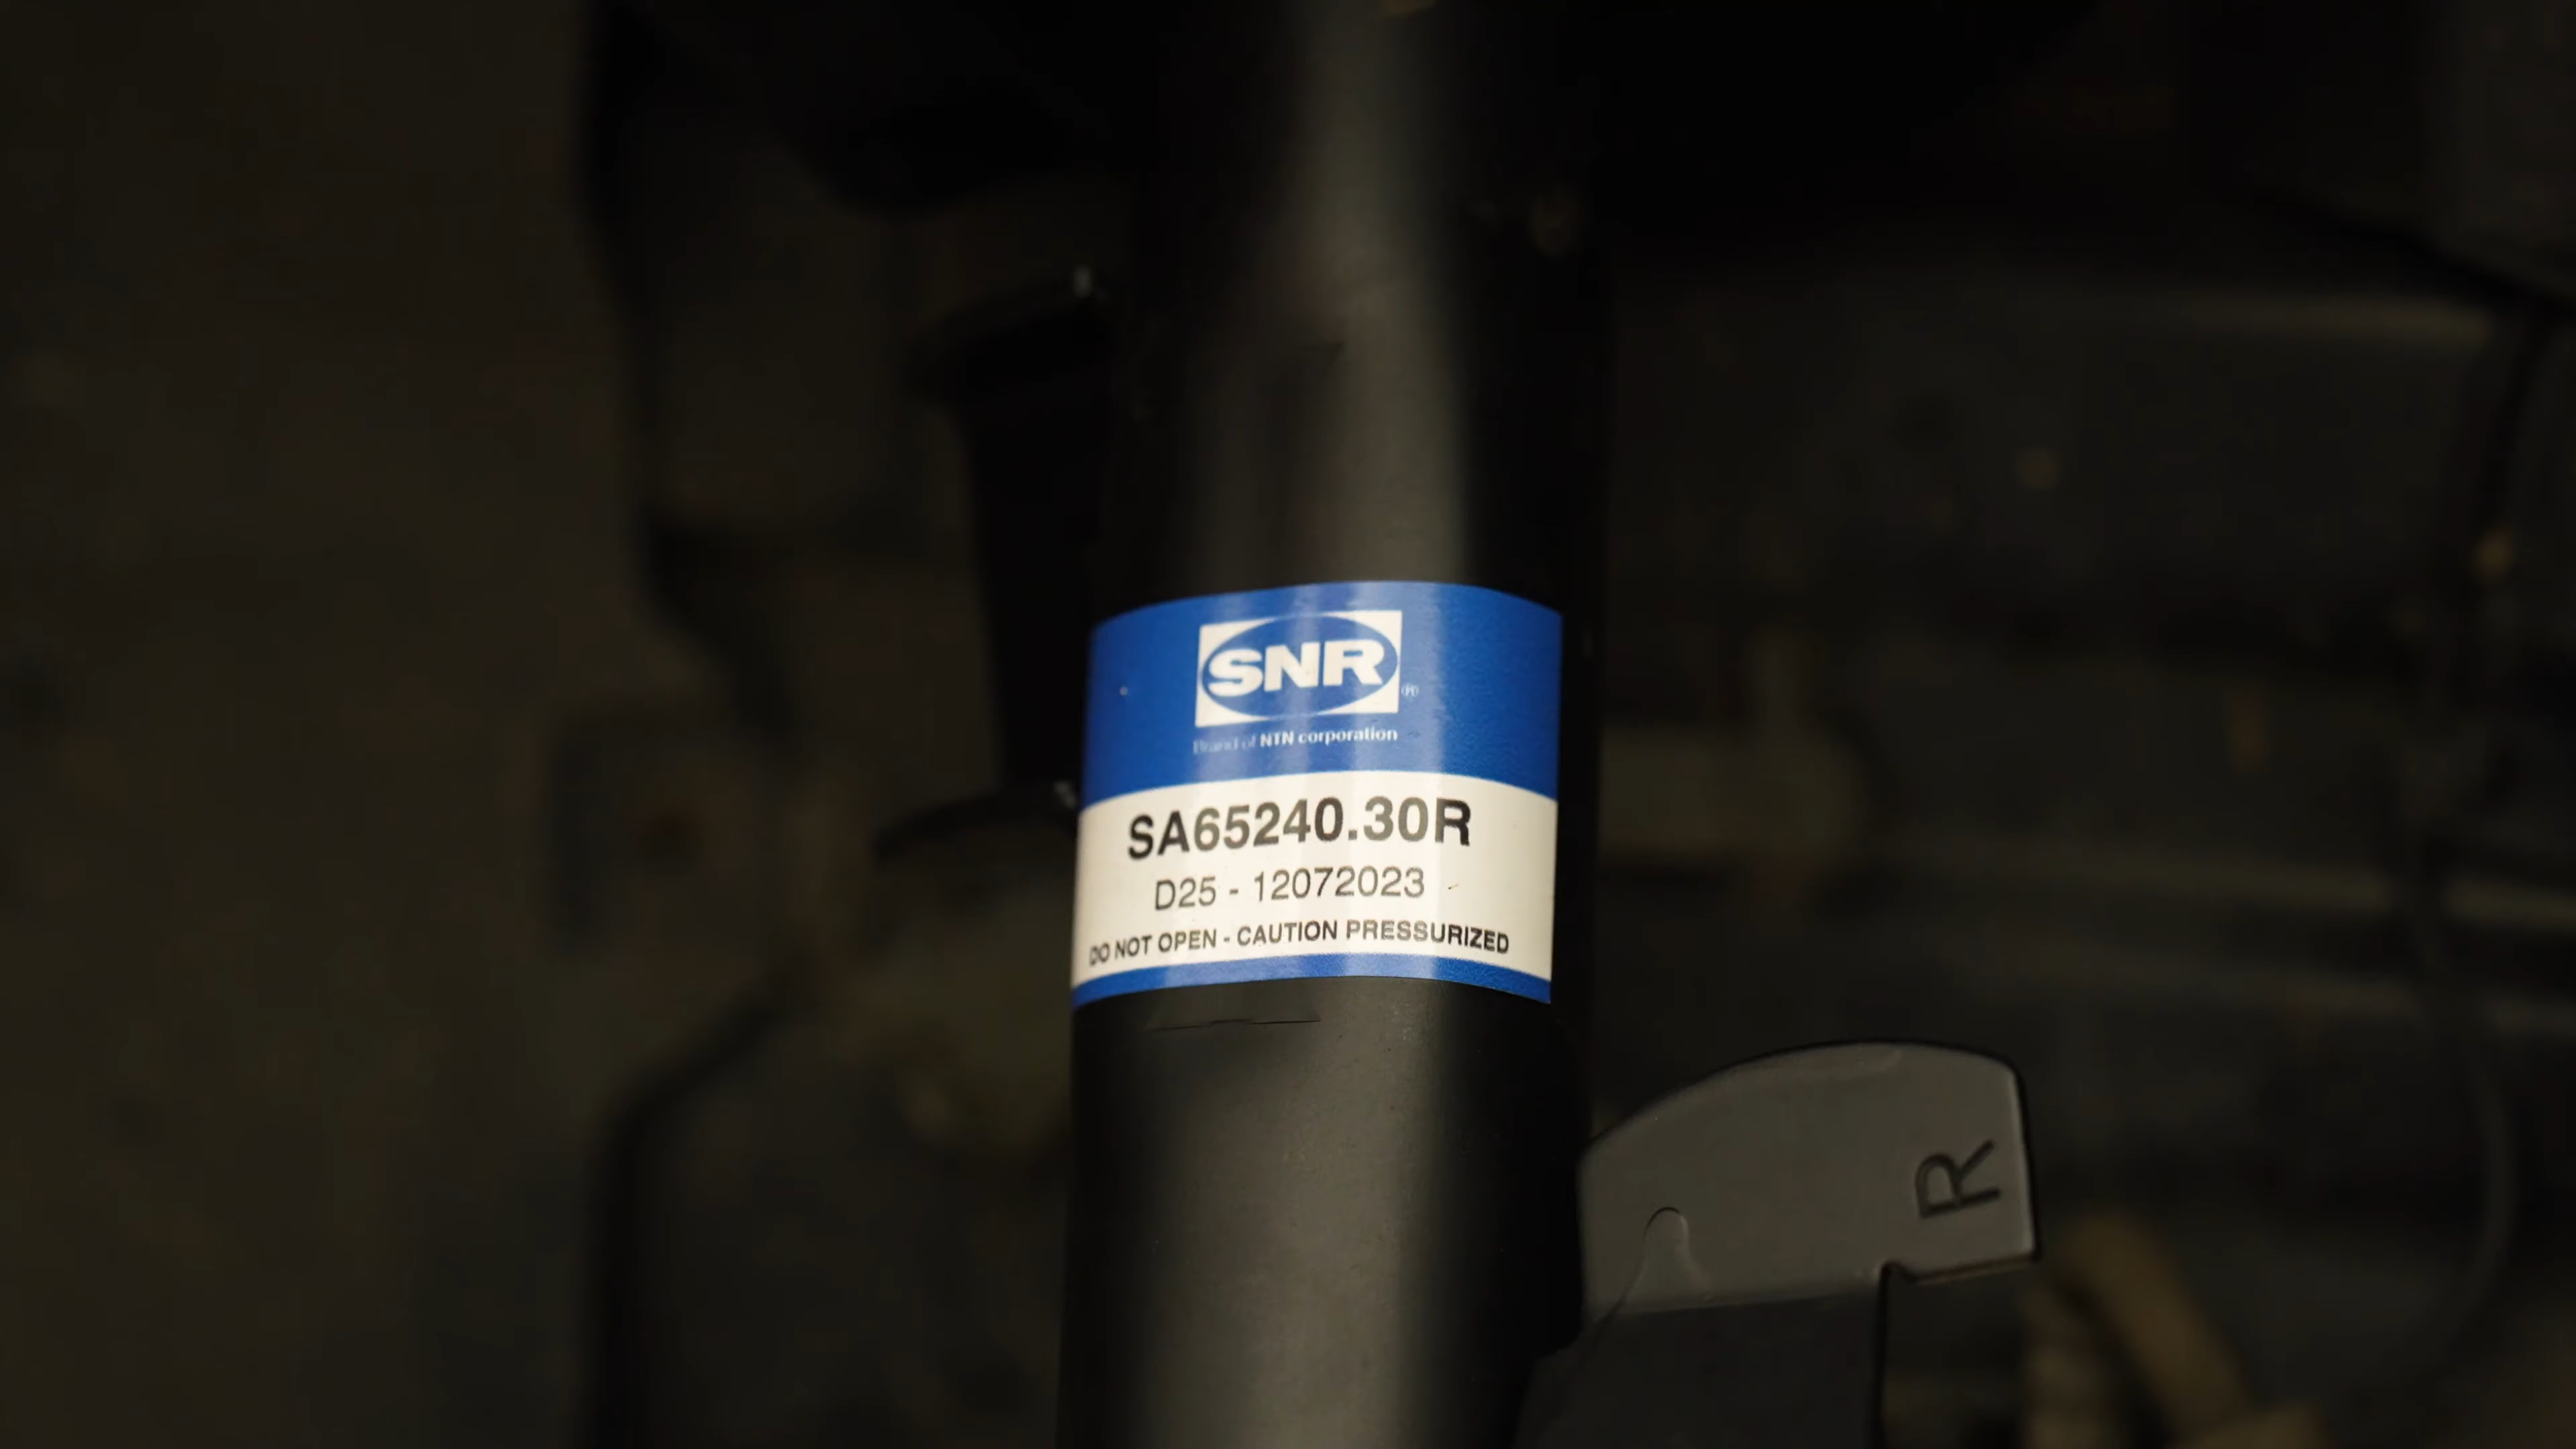 SNR
®
Brand of NTN corporation
SA65240.30R
D25 - 12072023
DO NOT OPEN - CAUTION PRESSURIZED
R